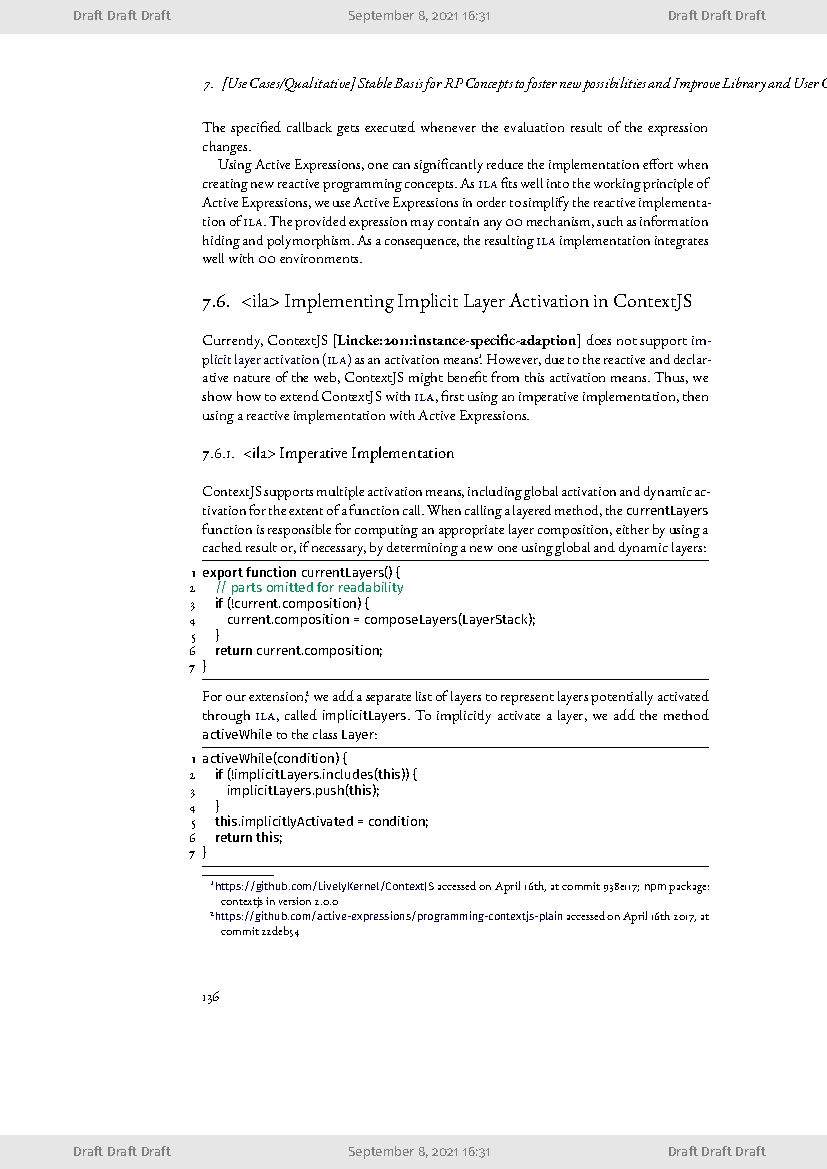 Draft Draft Draft September 8, 2021 16:31 Draft Draft Draft
7. [Use Cases/Qualitative] Stable Basis for RP Concepts to foster new possibilities and Improve Library and User C
The specified callback gets executed whenever the evaluation result of the expression
changes.
Using Active Expressions, one can significantly reduce the implementation effort when
creating new reactive programming concepts. As ILA fits well into the working principle of
Active Expressions, we use Active Expressions in order to simplify the reactive implementa-
tion of ILA. The provided expression may contain any OO mechanism, such as information
hiding and polymorphism. As a consequence, the resulting ILA implementation integrates
well with OO environments.
7.6. <ila> Implementing Implicit Layer Activation in ContextJS
Currently, ContextJS [Lincke:2011:instance-specific-adaption] does not support im-
plicit layer activation (ILA) as an activation means¹. However, due to the reactive and declar-
ative nature of the web, ContextJS might benefit from this activation means. Thus, we
show how to extend ContextJS with ILA, first using an imperative implementation, then
using a reactive implementation with Active Expressions.
7.6.1. <ila> Imperative Implementation
ContextJS supports multiple activation means, including global activation and dynamic ac-
tivation for the extent of a function call. When calling a layered method, the currentLayers
function is responsible for computing an appropriate layer composition, either by using a
cached result or, if necessary, by determining a new one using global and dynamic layers:
1 export function currentLayers() {
2 // parts omitted for readability
3 if (!current.composition) {
4 current.composition = composeLayers(LayerStack);
5 }
6 return current.composition;
7 }
For our extension,² we add a separate list of layers to represent layers potentially activated
through ILA, called implicitLayers. To implicitly activate a layer, we add the method
activeWhile to the class Layer:
1 activeWhile(condition) {
2 if (!implicitLayers.includes(this)) {
3 implicitLayers.push(this);
4 }
5 this.implicitlyActivated = condition;
6 return this;
7 }
¹https://github.com/LivelyKernel/ContextJS accessed on April 16th, at commit 938e117; npm package:
contextjs in version 2.0.0
²https://github.com/active-expressions/programming-contextjs-plain accessed on April 16th 2017, at
commit 22deb54
136
Draft Draft Draft September 8, 2021 16:31 Draft Draft Draft